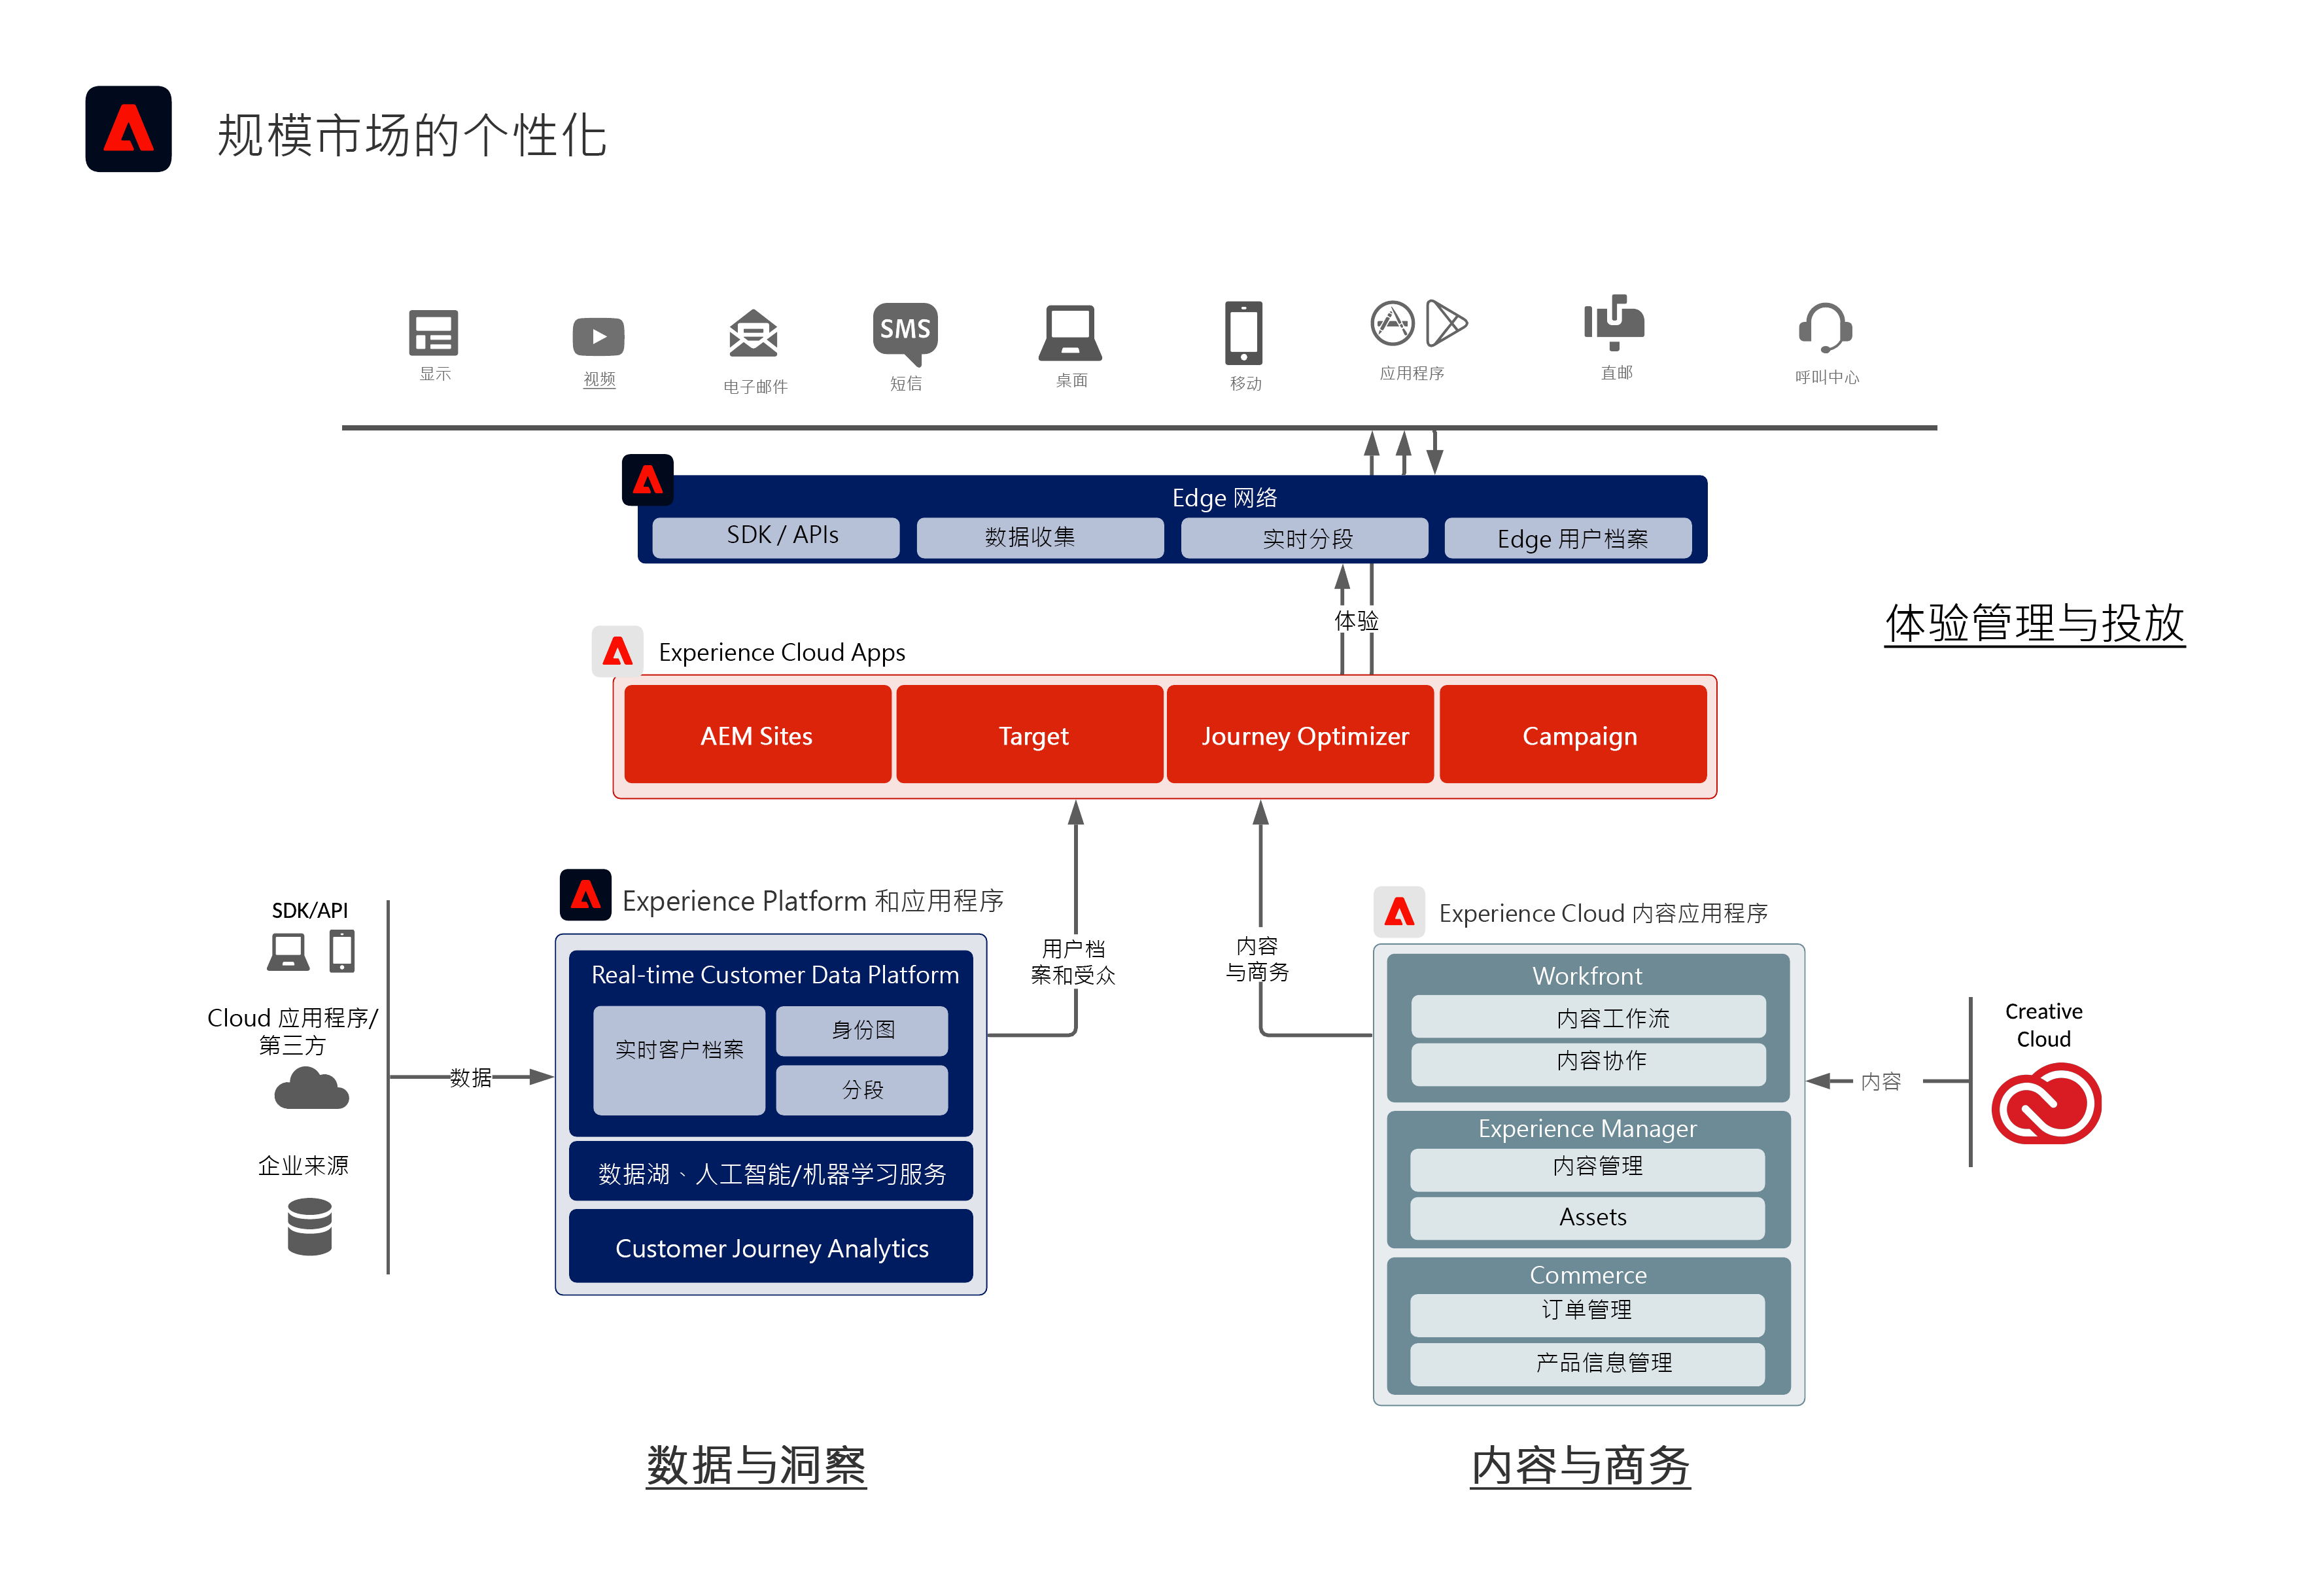 规模市场的个性化
显示
视频
电子邮件
SMS
短信
桌面
移动
应用程序
直邮
呼叫中心
Edge 网络
SDK / APIs
数据收集
实时分段
Edge 用户档案
体验
体验管理与投放
Experience Cloud Apps
AEM Sites
Target
Journey Optimizer
Campaign
SDK/API
Cloud 应用程序/
第三方
企业来源
数据
Experience Platform 和应用程序
Real-time Customer Data Platform
实时客户档案
身份图
分段
数据湖、人工智能/机器学习服务
Customer Journey Analytics
用户档
案和受众
内容
与商务
Experience Cloud 内容应用程序
Workfront
内容工作流
内容协作
Experience Manager
内容管理
Assets
Commerce
订单管理
产品信息管理
内容
Creative
Cloud
数据与洞察
内容与商务